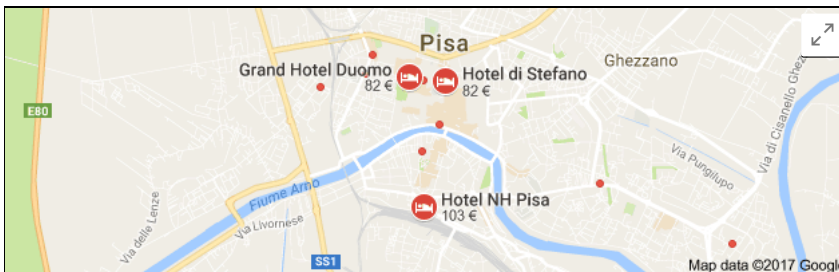 Pisa
Ghezzano
Grand Hotel Duomo
82 €
Hotel di Stefano
82 €
E80
Via di Cisanello Ghez
Via Pungilupo
Fiume Arno
Hotel NH Pisa
103 €
Via delle Lenze
Via Livornese
SS1
Map data ©2017 Google